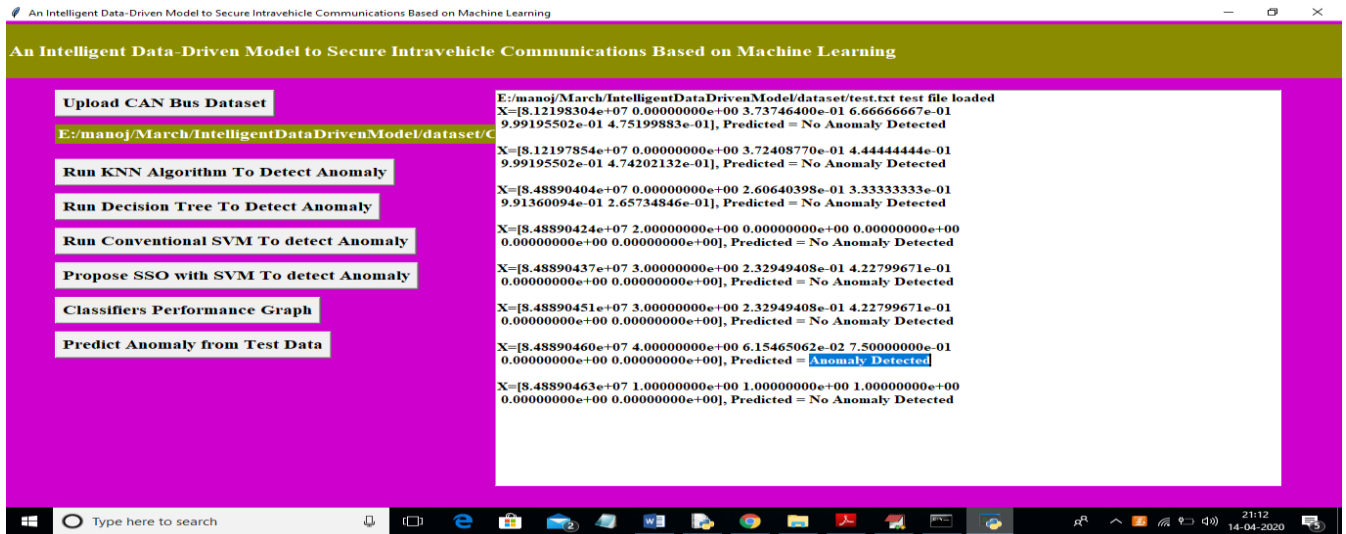 An Intelligent Data-Driven Model to Secure Intravehicle Communications Based on Machine Learning
An Intelligent Data-Driven Model to Secure Intravehicle Communications Based on Machine Learning
Upload CAN Bus Dataset
E:/manoj/March/IntelligentDataDrivenModel/dataset/C
Run KNN Algorithm To Detect Anomaly
Run Decision Tree To Detect Anomaly
Run Conventional SVM To detect Anomaly
Propose SSO with SVM To detect Anomaly
Classifiers Performance Graph
Predict Anomaly from Test Data
E:/manoj/March/IntelligentDataDrivenModel/dataset/test.txt test file loaded
X=[8.12198304e+07 0.00000000e+00 3.73746400e-01 6.66666667e-01
9.99195502e-01 4.75199883e-01], Predicted = No Anomaly Detected
X=[8.12197854e+07 0.00000000e+00 3.72408770e-01 4.44444444e-01
9.99195502e-01 4.74202132e-01], Predicted = No Anomaly Detected
X=[8.48890404e+07 0.00000000e+00 2.60640398e-01 3.33333333e-01
9.91360094e-01 2.65734846e-01], Predicted = No Anomaly Detected
X=[8.48890424e+07 2.00000000e+00 0.00000000e+00 0.00000000e+00
0.00000000e+00 0.00000000e+00], Predicted = No Anomaly Detected
X=[8.48890437e+07 3.00000000e+00 2.32949408e-01 4.22799671e-01
0.00000000e+00 0.00000000e+00], Predicted = No Anomaly Detected
X=[8.48890451e+07 3.00000000e+00 2.32949408e-01 4.22799671e-01
0.00000000e+00 0.00000000e+00], Predicted = No Anomaly Detected
X=[8.48890460e+07 4.00000000e+00 6.15465062e-02 7.50000000e-01
0.00000000e+00 0.00000000e+00], Predicted = Anomaly Detected
X=[8.48890463e+07 1.00000000e+00 1.00000000e+00 1.00000000e+00
0.00000000e+00 0.00000000e+00], Predicted = No Anomaly Detected
Type here to search
21:12
14-04-2020